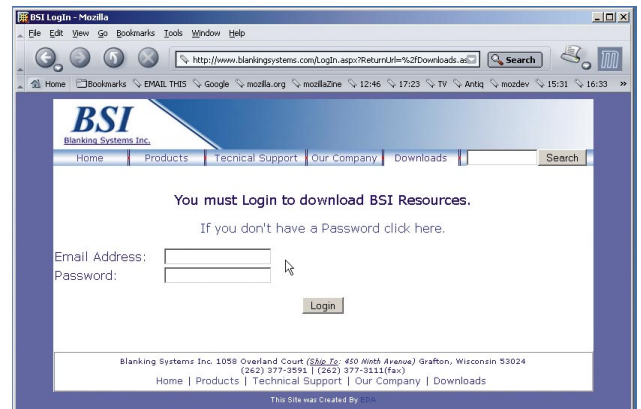 BSI LogIn - Mozilla
File Edit View Go Bookmarks Tools Window Help
http://www.blankingsystems.com/LogIn.aspx?ReturnUrl=%2fDownloads.as
Search
Home Bookmarks EMAIL THIS Google mozilla.org mozillaZine 12:46 17:23 TV Antiq mozdev 15:31 16:33 »
BSI
Blanking Systems Inc.
Home Products Tecnical Support Our Company Downloads Search
You must Login to download BSI Resources.
If you don't have a Password click here.
Email Address:
Password:
Login
Blanking Systems Inc. 1058 Overland Court (Ship To: 450 Ninth Avenue) Grafton, Wisconsin 53024
(262) 377-3591 | (262) 377-3111(fax)
Home | Products | Technical Support | Our Company | Downloads
This Site was Created By EDA